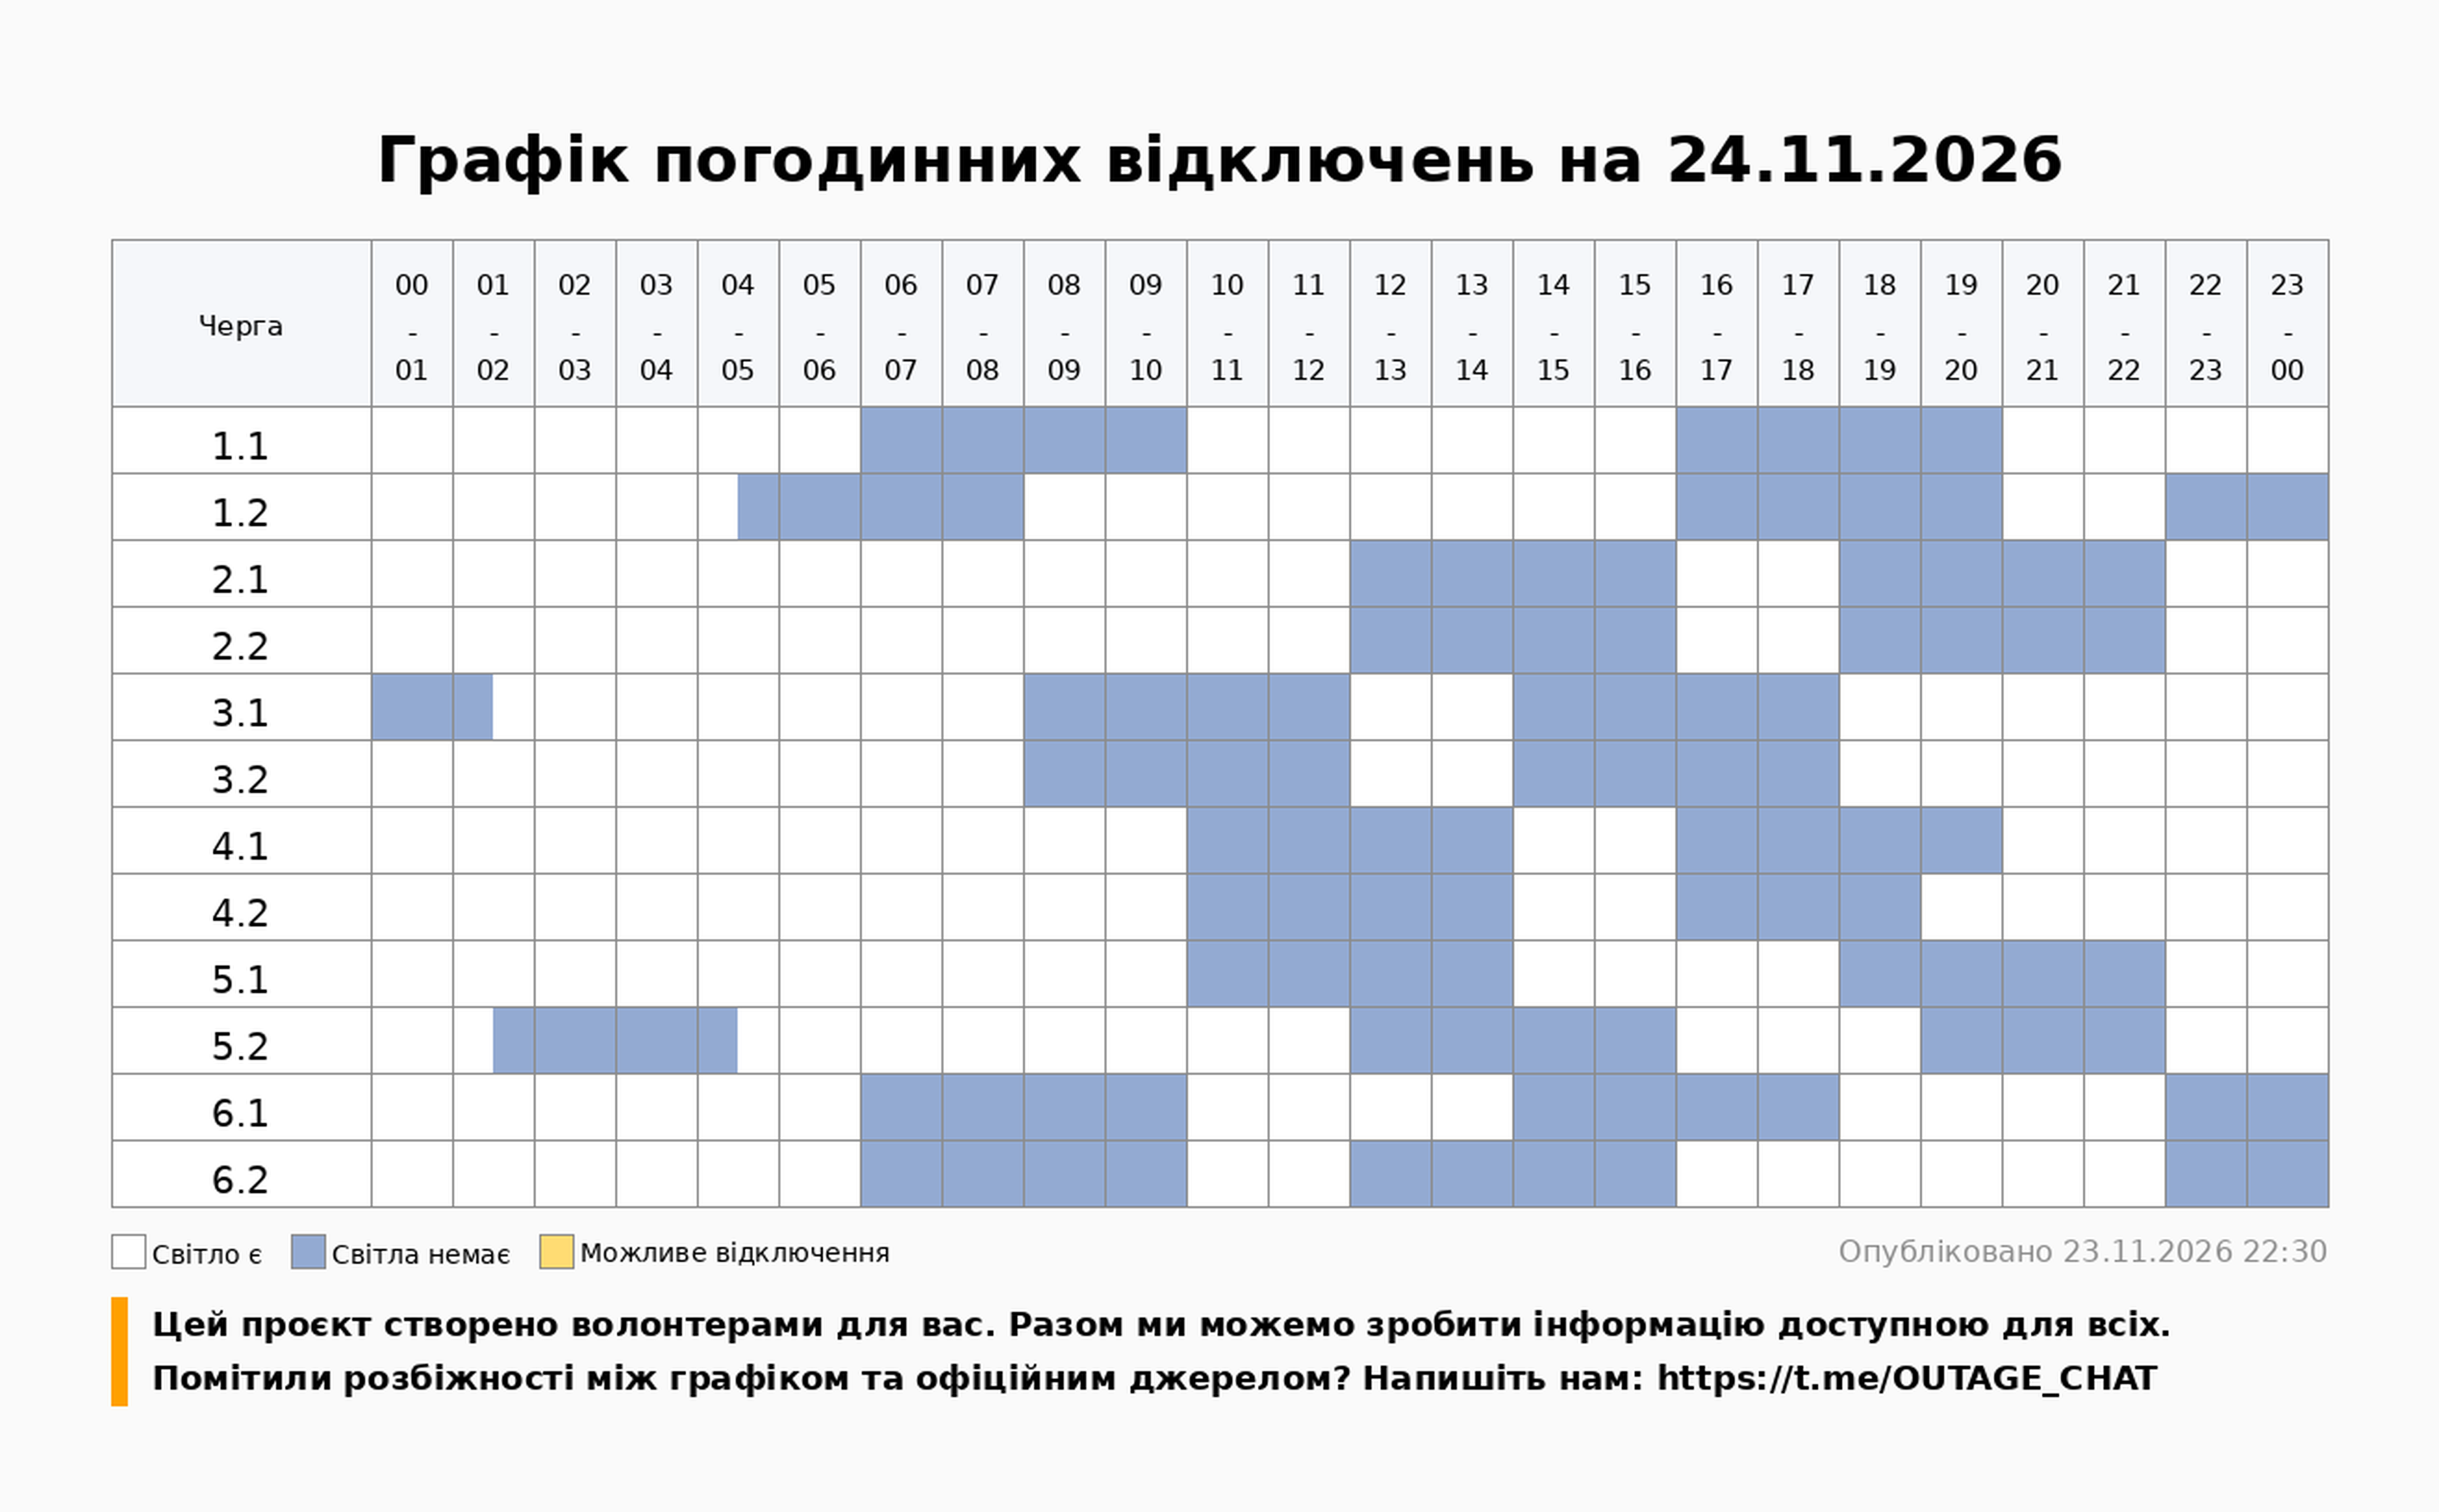 Графік погодинних відключень на 24.11.2026
Черга 00 - 01 01 - 02 02 - 03 03 - 04 04 - 05 05 - 06 06 - 07 07 - 08 08 - 09 09 - 10 10 - 11 11 - 12 12 - 13 13 - 14 14 - 15 15 - 16 16 - 17 17 - 18 18 - 19 19 - 20 20 - 21 21 - 22 22 - 23 23 - 00
1.1
1.2
2.1
2.2
3.1
3.2
4.1
4.2
5.1
5.2
6.1
6.2
Світло є Світла немає Можливе відключення Опубліковано 23.11.2026 22:30
Цей проєкт створено волонтерами для вас. Разом ми можемо зробити інформацію доступною для всіх.
Помітили розбіжності між графіком та офіційним джерелом? Напишіть нам: https://t.me/OUTAGE_CHAT